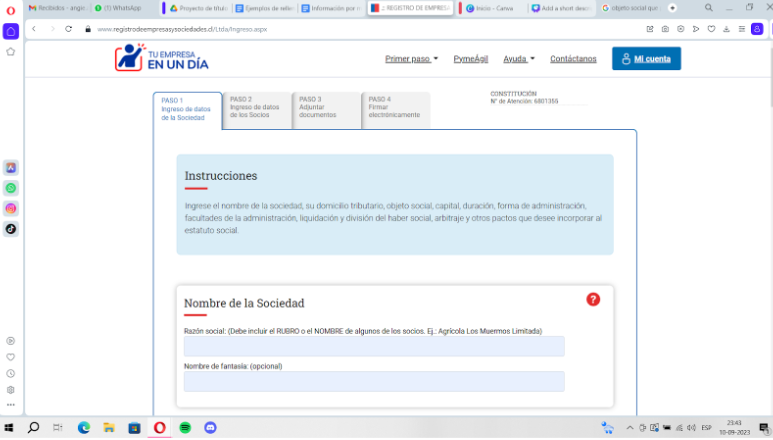 Recibidos - angio
(1) WhatsApp
Proyecto de título
Ejemplos de relle
Información por n
:: REGISTRO DE EMPRESA
Inicio - Canva
Add a short descri
objeto social que
www.registrodeempresasysociedades.cl/Ltda/Ingreso.aspx
TU EMPRESA
EN UN DÍA
Primer paso
PymeÁgil
Ayuda
Contáctanos
Mi cuenta
PASO 1
Ingreso de datos
de la Sociedad
PASO 2
Ingreso de datos
de los Socios
PASO 3
Adjuntar
documentos
PASO 4
Firmar
electrónicamente
CONSTITUCIÓN
N° de Atención: 6801355
Instrucciones
Ingrese el nombre de la sociedad, su domicilio tributario, objeto social, capital, duración, forma de administración,
facultades de la administración, liquidación y división del haber social, arbitraje y otros pactos que desee incorporar al
estatuto social.
Nombre de la Sociedad
?
Razón social: (Debe incluir el RUBRO o el NOMBRE de algunos de los socios. Ej.: Agrícola Los Muermos Limitada)
Nombre de fantasía: (opcional)
ESP
23:43
10-09-2023